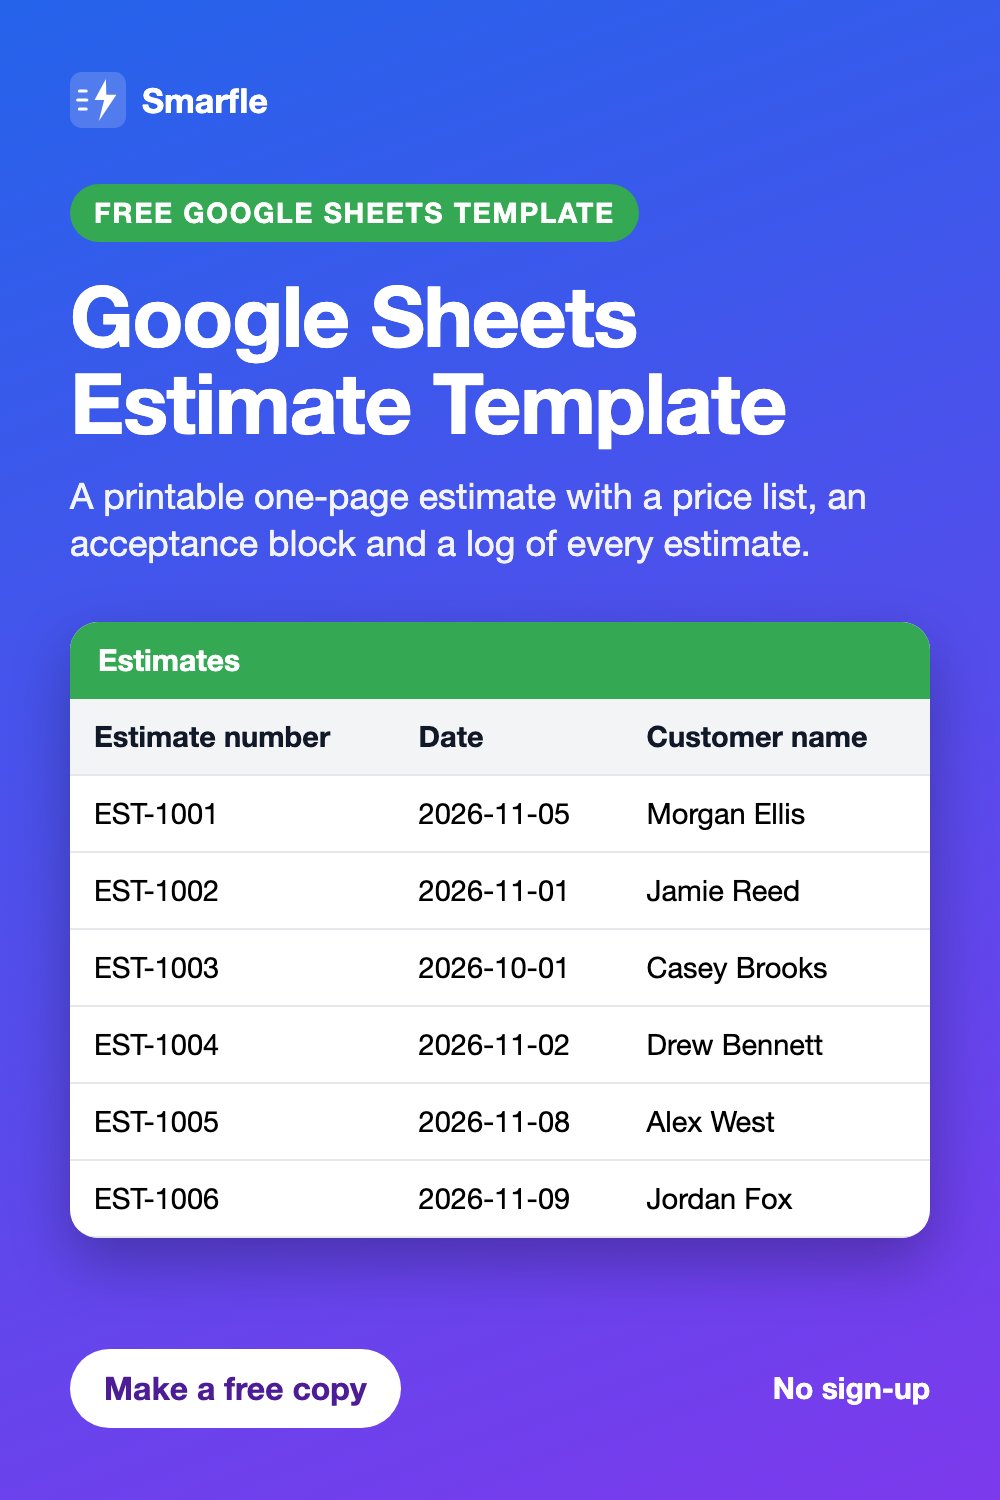 Smarfle
FREE GOOGLE SHEETS TEMPLATE
Google Sheets
Estimate Template
A printable one-page estimate with a price list, an
acceptance block and a log of every estimate.
Estimates
Estimate number Date Customer name
EST-1001 2026-11-05 Morgan Ellis
EST-1002 2026-11-01 Jamie Reed
EST-1003 2026-10-01 Casey Brooks
EST-1004 2026-11-02 Drew Bennett
EST-1005 2026-11-08 Alex West
EST-1006 2026-11-09 Jordan Fox
Make a free copy No sign-up